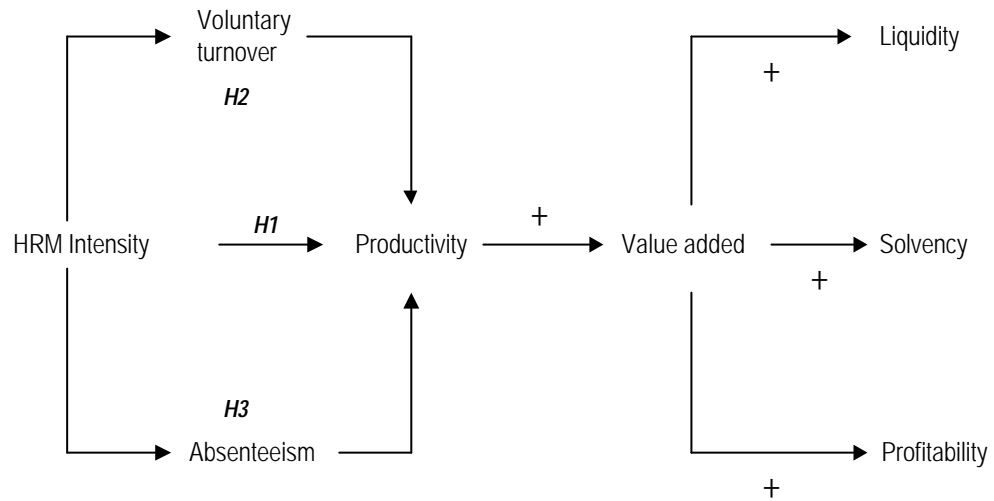 Voluntary
turnover
Liquidity
+
H2
HRM Intensity
H1
Productivity
+
Value added
Solvency
+
H3
Absenteeism
Profitability
+